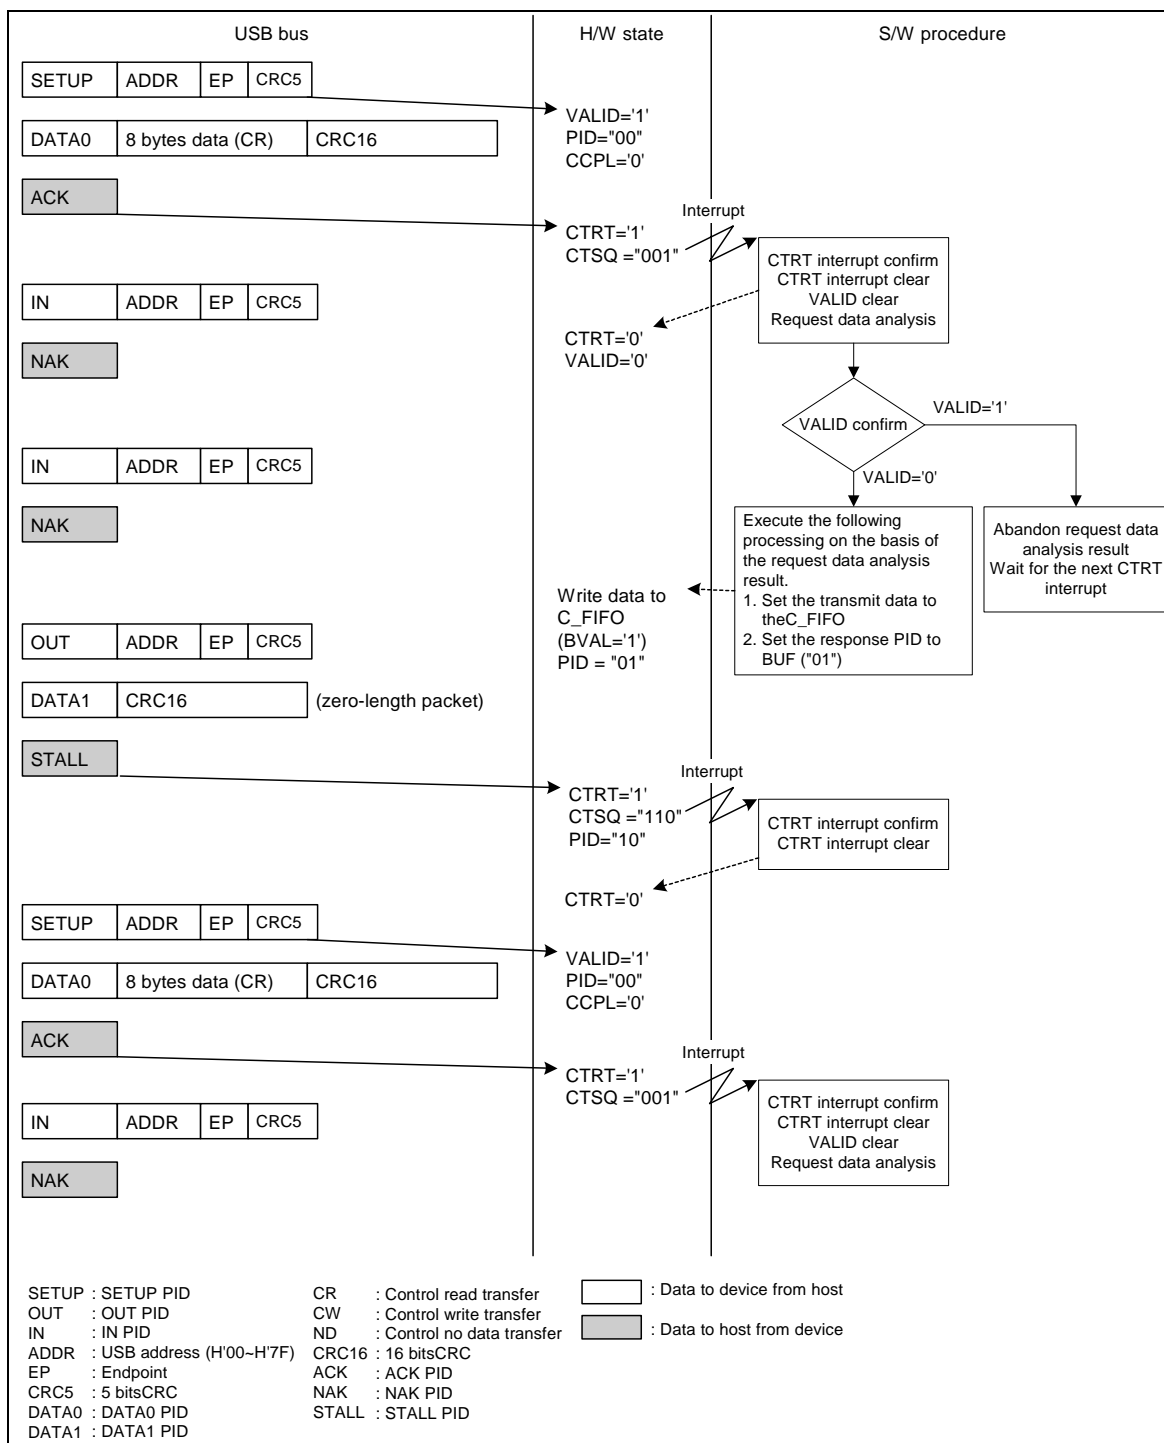 USB bus
H/W state
S/W procedure
SETUP ADDR EP CRC5
VALID='1'
PID="00"
CCPL='0'
DATA0 8 bytes data (CR) CRC16
ACK
Interrupt
CTRT='1'
CTSQ ="001"
CTRT interrupt confirm
CTRT interrupt clear
VALID clear
Request data analysis
IN ADDR EP CRC5
CTRT='0'
VALID='0'
NAK
VALID confirm
VALID='1'
VALID='0'
IN ADDR EP CRC5
NAK
Execute the following
processing on the basis of
the request data analysis
result.
1. Set the transmit data to
theC_FIFO
2. Set the response PID to
BUF ("01")
Abandon request data
analysis result
Wait for the next CTRT
interrupt
Write data to
C_FIFO
(BVAL='1')
PID = "01"
OUT ADDR EP CRC5
DATA1 CRC16 (zero-length packet)
STALL
Interrupt
CTRT='1'
CTSQ ="110"
PID="10"
CTRT interrupt confirm
CTRT interrupt clear
CTRT='0'
SETUP ADDR EP CRC5
VALID='1'
PID="00"
CCPL='0'
DATA0 8 bytes data (CR) CRC16
ACK
Interrupt
CTRT='1'
CTSQ ="001"
CTRT interrupt confirm
CTRT interrupt clear
VALID clear
Request data analysis
IN ADDR EP CRC5
NAK
SETUP : SETUP PID
OUT : OUT PID
IN : IN PID
ADDR : USB address (H'00~H'7F)
EP : Endpoint
CRC5 : 5 bitsCRC
DATA0 : DATA0 PID
DATA1 : DATA1 PID
CR : Control read transfer
CW : Control write transfer
ND : Control no data transfer
CRC16 : 16 bitsCRC
ACK : ACK PID
NAK : NAK PID
STALL : STALL PID
: Data to device from host
: Data to host from device